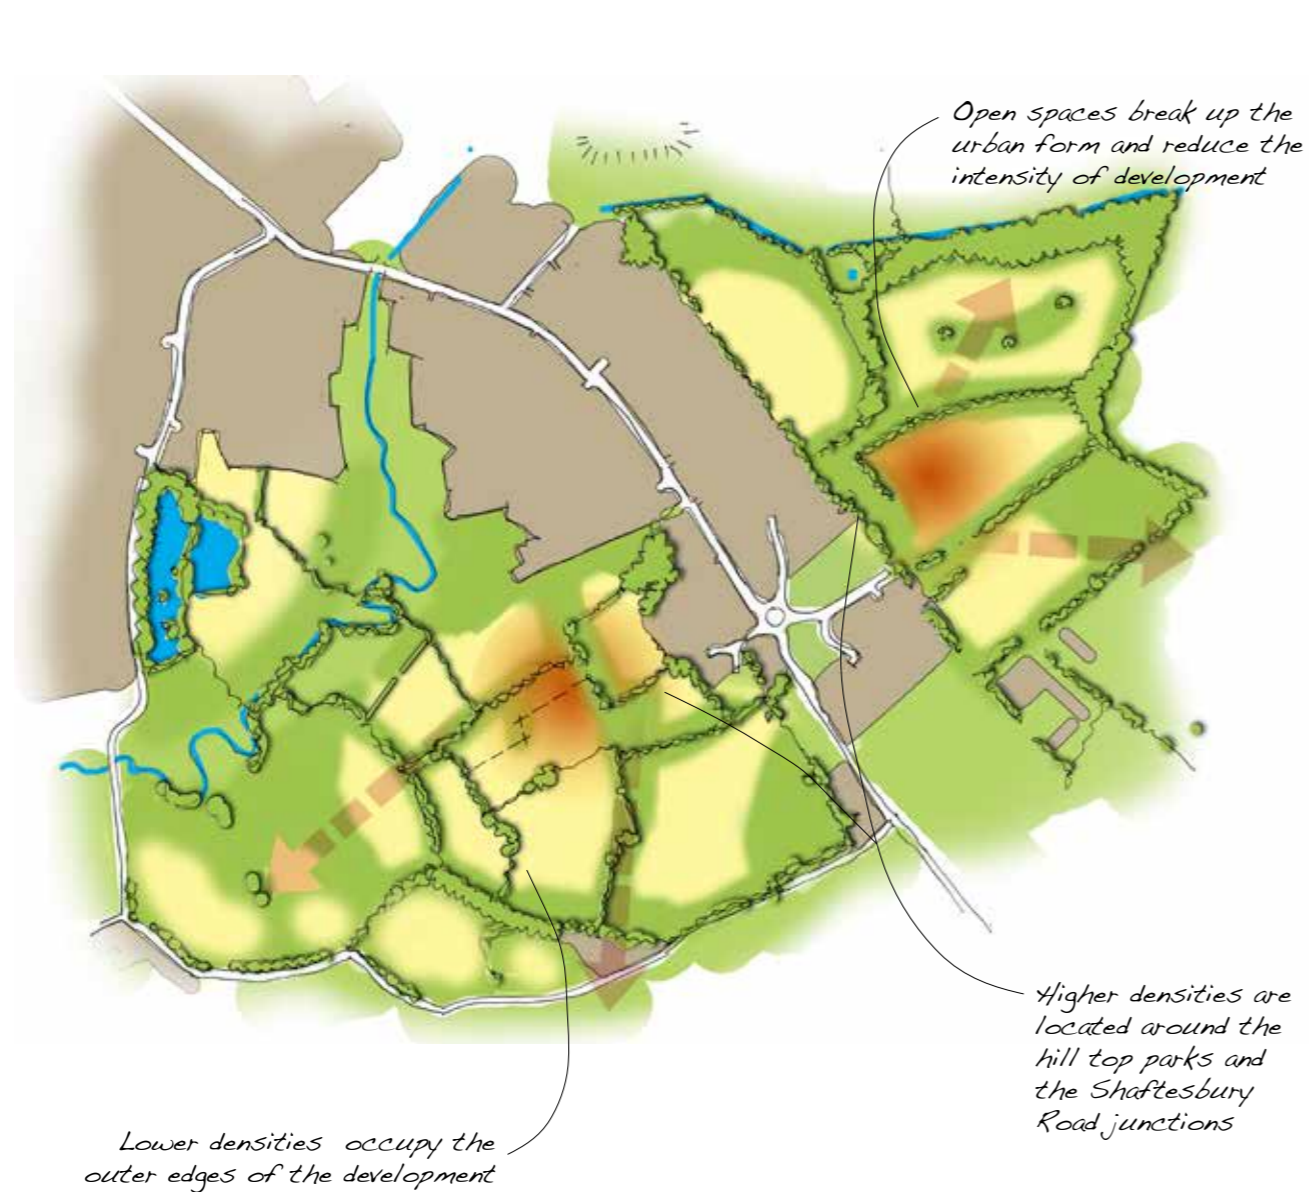 Open spaces break up the
urban form and reduce the
intensity of development
Higher densities are
located around the
hill top parks and
the Shaftesbury
Road junctions
Lower densities occupy the
outer edges of the development